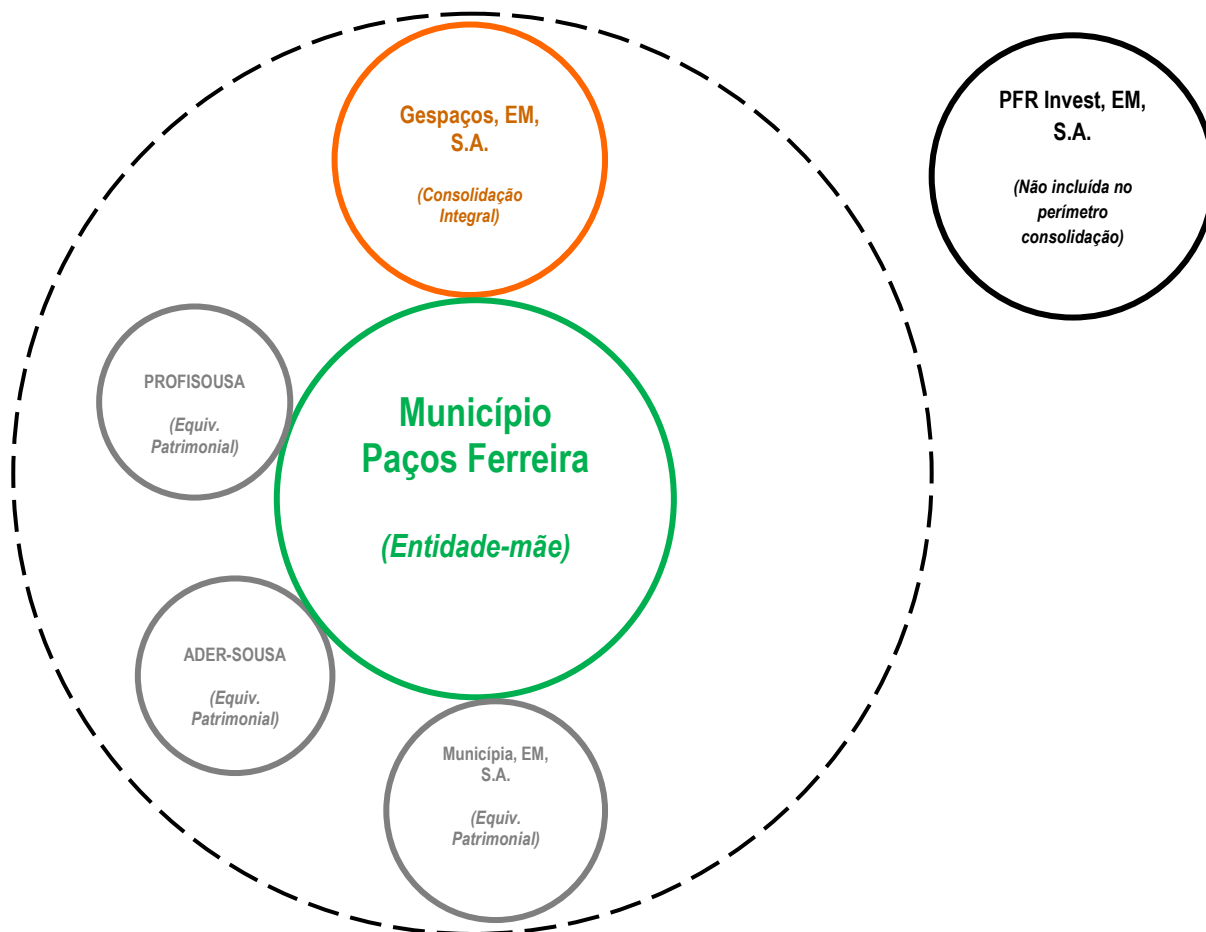 Gespaços, EM,
S.A.
(Consolidação
Integral)
PFR Invest, EM,
S.A.
(Não incluída no
perímetro
consolidação)
PROFISOUSA
(Equiv.
Patrimonial)
Município
Paços Ferreira
(Entidade-mãe)
ADER-SOUSA
(Equiv.
Patrimonial)
Municípia, EM,
S.A.
(Equiv.
Patrimonial)